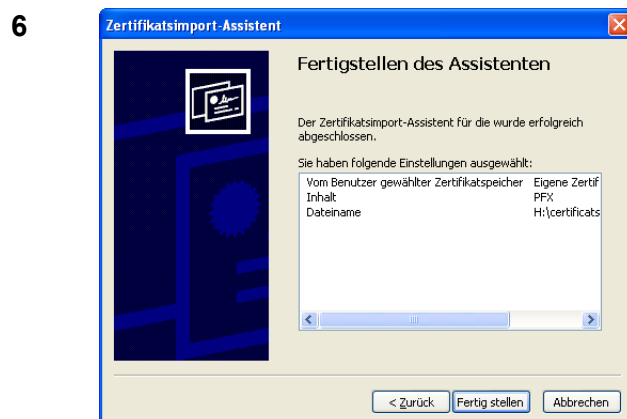 6
Zertifikatsimport-Assistent
Fertigstellen des Assistenten
Der Zertifikatsimport-Assistent für die wurde erfolgreich
abgeschlossen.
Sie haben folgende Einstellungen ausgewählt:
Vom Benutzer gewählter Zertifikatspeicher Eigene Zertif
Inhalt PFX
Dateiname H:\certificats
< Zurück Fertig stellen Abbrechen